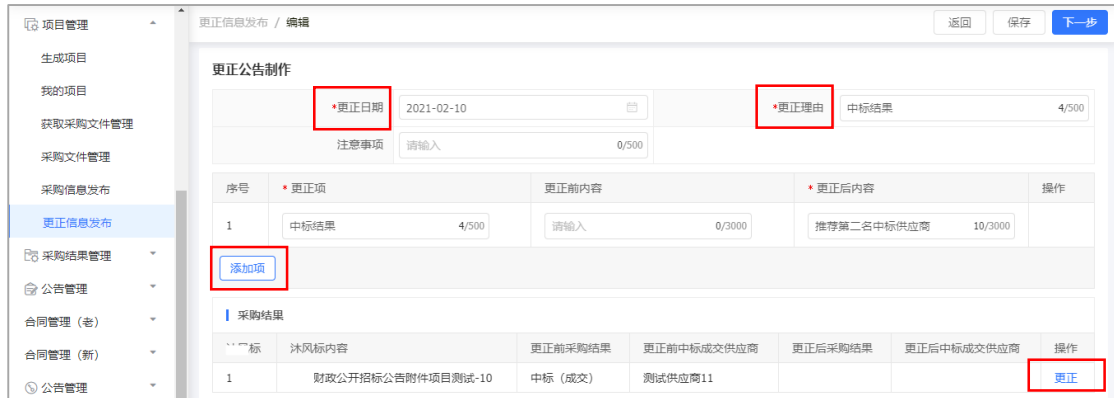 项目管理
生成项目
我的项目
获取采购文件管理
采购文件管理
采购信息发布
更正信息发布
采购结果管理
公告管理
合同管理（老）
合同管理（新）
公告管理
更正信息发布 / 编辑 返回 保存 下一步
更正公告制作
*更正日期 2021-02-10 *更正理由 中标结果 4/500
注意事项 请输入 0/500
序号 * 更正项 更正前内容 * 更正后内容 操作
1 中标结果 4/500 请输入 0/3000 推荐第二名中标供应商 10/3000
添加项
采购结果
标 沐风标内容 更正前采购结果 更正前中标成交供应商 更正后采购结果 更正后中标成交供应商 操作
1 财政公开招标公告附件项目测试-10 中标（成交） 测试供应商11 更正